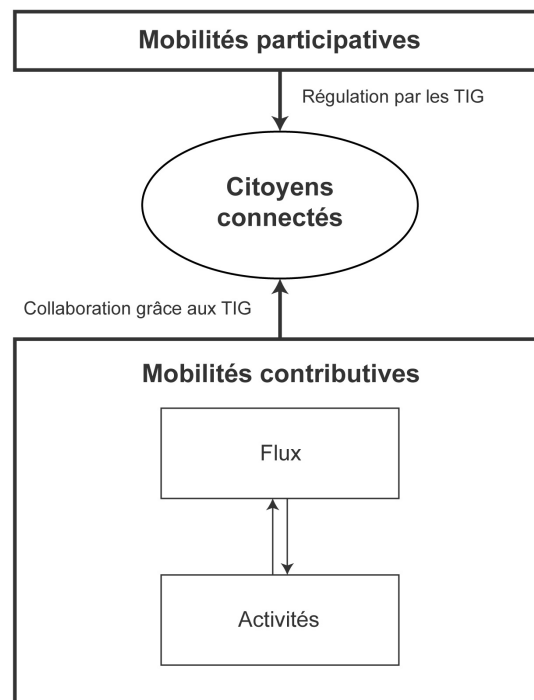 Mobilités participatives
Régulation par les TIG
Citoyens
connectés
Collaboration grâce aux TIG
Mobilités contributives
Flux
Activités